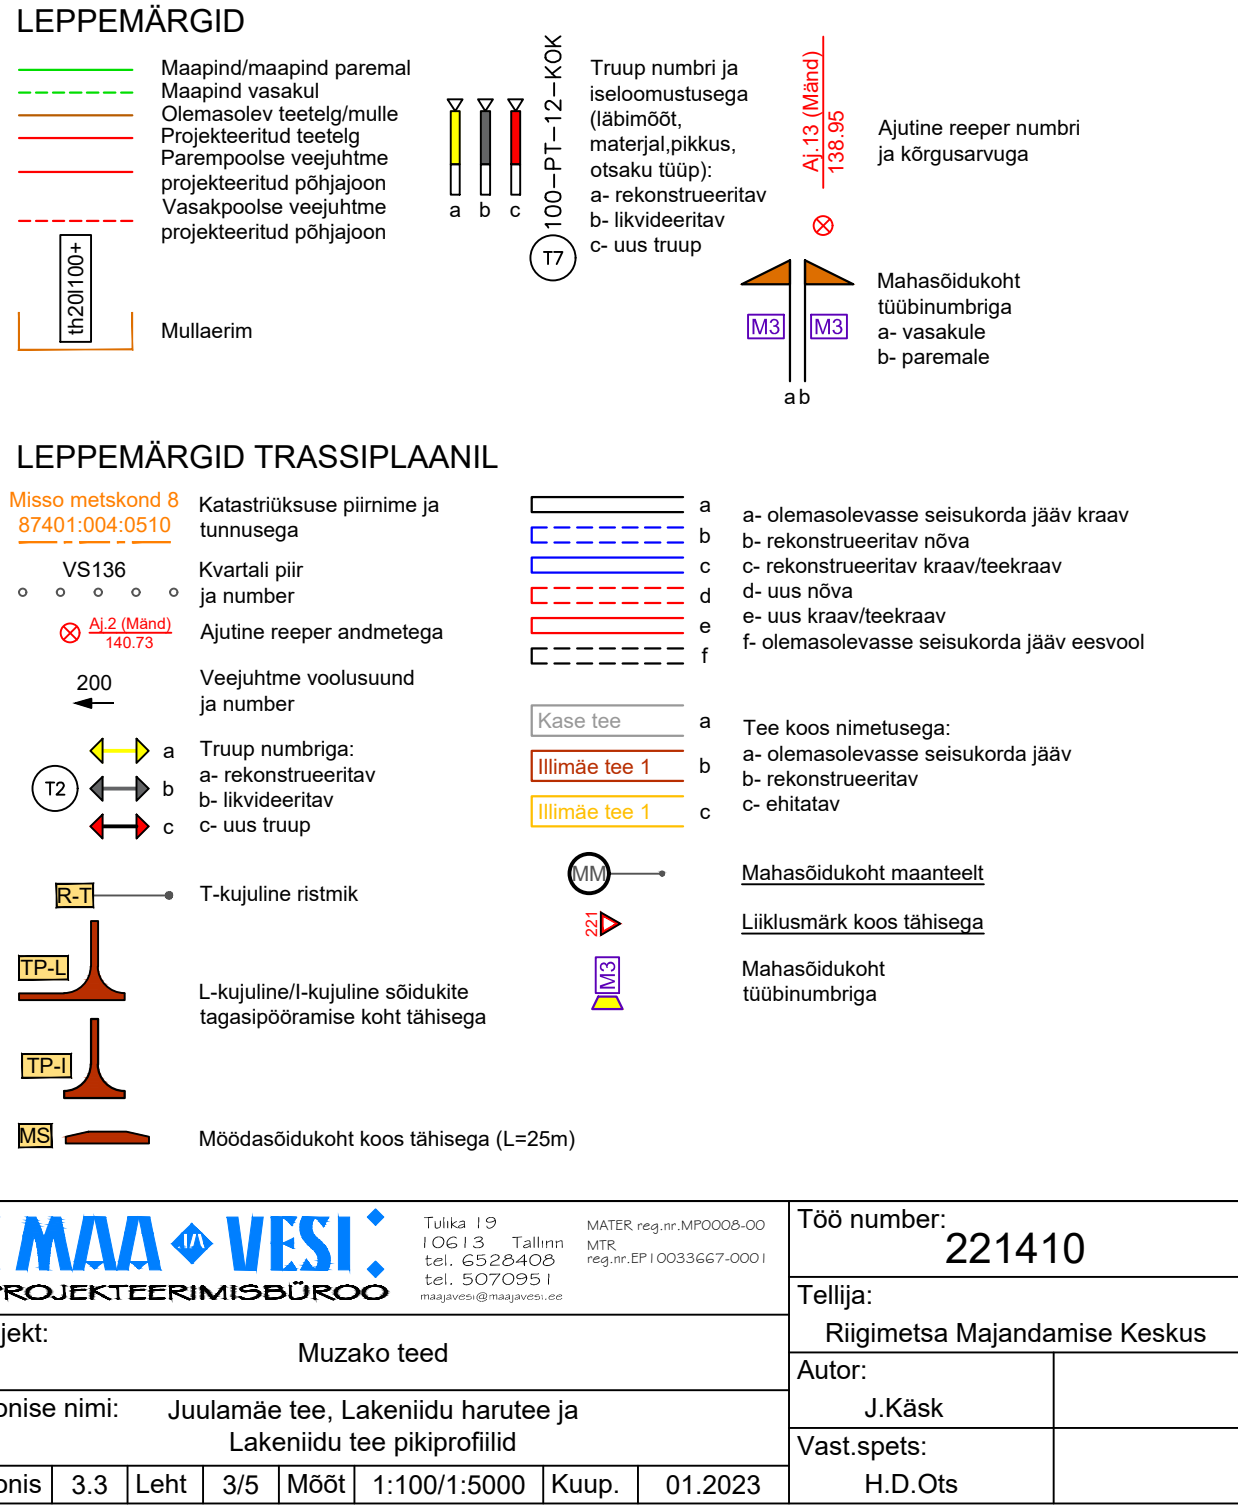 LEPPEMÄRGID
Maapind/maapind paremal
Maapind vasakul
Olemasolev teetelg/mulle
Projekteeritud teetelg
Parempoolse veejuhtme
projekteeritud põhjajoon
Vasakpoolse veejuhtme
projekteeritud põhjajoon
th20l100+
Mullaerim
a b c
100-PT-12-KOK
T7
Truup numbri ja
iseloomustusega
(läbimõõt,
materjal,pikkus,
otsaku tüüp):
a- rekonstrueeritav
b- likvideeritav
c- uus truup
Aj.13 (Mänd)
138.95
Ajutine reeper numbri
ja kõrgusarvuga
M3 M3
a b
Mahasõidukoht
tüübinumbriga
a- vasakule
b- paremale
LEPPEMÄRGID TRASSIPLAANIL
Misso metskond 8
87401:004:0510
Katastriüksuse piirnime ja
tunnusega
VS136
Kvartali piir
ja number
Aj.2 (Mänd)
140.73
Ajutine reeper andmetega
200
Veejuhtme voolusuund
ja number
T2
a
b
c
Truup numbriga:
a- rekonstrueeritav
b- likvideeritav
c- uus truup
R-T
T-kujuline ristmik
TP-L
L-kujuline/I-kujuline sõidukite
tagasipööramise koht tähisega
TP-I
MS
Möödasõidukoht koos tähisega (L=25m)
a
b
c
d
e
f
a- olemasolevasse seisukorda jääv kraav
b- rekonstrueeritav nõva
c- rekonstrueeritav kraav/teekraav
d- uus nõva
e- uus kraav/teekraav
f- olemasolevasse seisukorda jääv eesvool
Kase tee a
Illimäe tee 1 b
Illimäe tee 1 c
Tee koos nimetusega:
a- olemasolevasse seisukorda jääv
b- rekonstrueeritav
c- ehitatav
MM
Mahasõidukoht maanteelt
221
Liiklusmärk koos tähisega
M3
Mahasõidukoht
tüübinumbriga
MAA VESI
PROJEKTEERIMISBÜROO
Tulika 19
10613 Tallinn
tel. 6528408
tel. 5070951
maajavesi@maajavesi.ee
MATER reg.nr.MP0008-00
MTR
reg.nr.EP10033667-0001
Töö number:
221410
Tellija:
Riigimetsa Majandamise Keskus
jekt:
Muzako teed
Autor:
J.Käsk
onise nimi:
Juulamäe tee, Lakeniidu harutee ja
Lakeniidu tee pikiprofiilid
Vast.spets:
H.D.Ots
onis 3.3 Leht 3/5 Mõõt 1:100/1:5000 Kuup. 01.2023